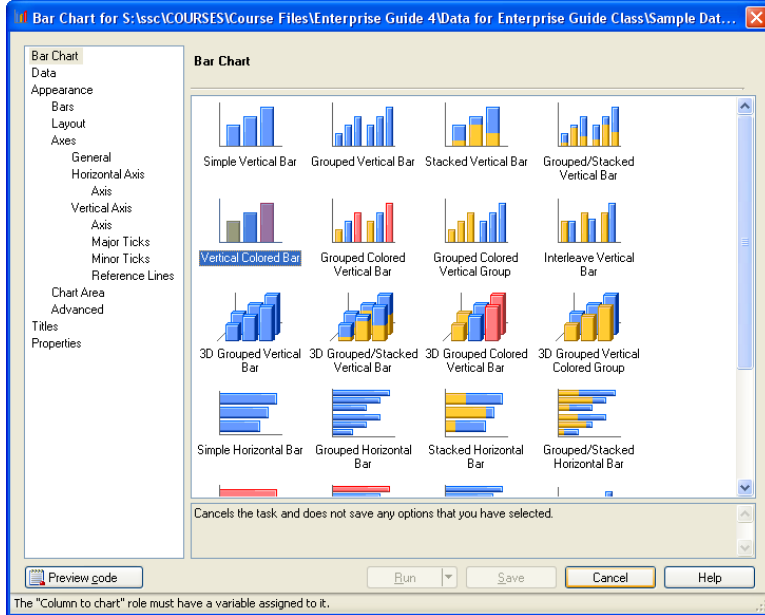 Bar Chart for S:\ssc\COURSES\Course Files\Enterprise Guide 4\Data for Enterprise Guide Class\Sample Dat...
Bar Chart
Data
Appearance
Bars
Layout
Axes
General
Horizontal Axis
Axis
Vertical Axis
Axis
Major Ticks
Minor Ticks
Reference Lines
Chart Area
Advanced
Titles
Properties
Bar Chart
Simple Vertical Bar
Grouped Vertical Bar
Stacked Vertical Bar
Grouped/Stacked
Vertical Bar
Vertical Colored Bar
Grouped Colored
Vertical Bar
Grouped Colored
Vertical Group
Interleave Vertical
Bar
3D Grouped Vertical
Bar
3D Grouped/Stacked
Vertical Bar
3D Grouped Colored
Vertical Bar
3D Grouped Vertical
Colored Group
Simple Horizontal Bar
Grouped Horizontal
Bar
Stacked Horizontal
Bar
Grouped/Stacked
Horizontal Bar
Cancels the task and does not save any options that you have selected.
Preview code
Run
Save
Cancel
Help
The "Column to chart" role must have a variable assigned to it.